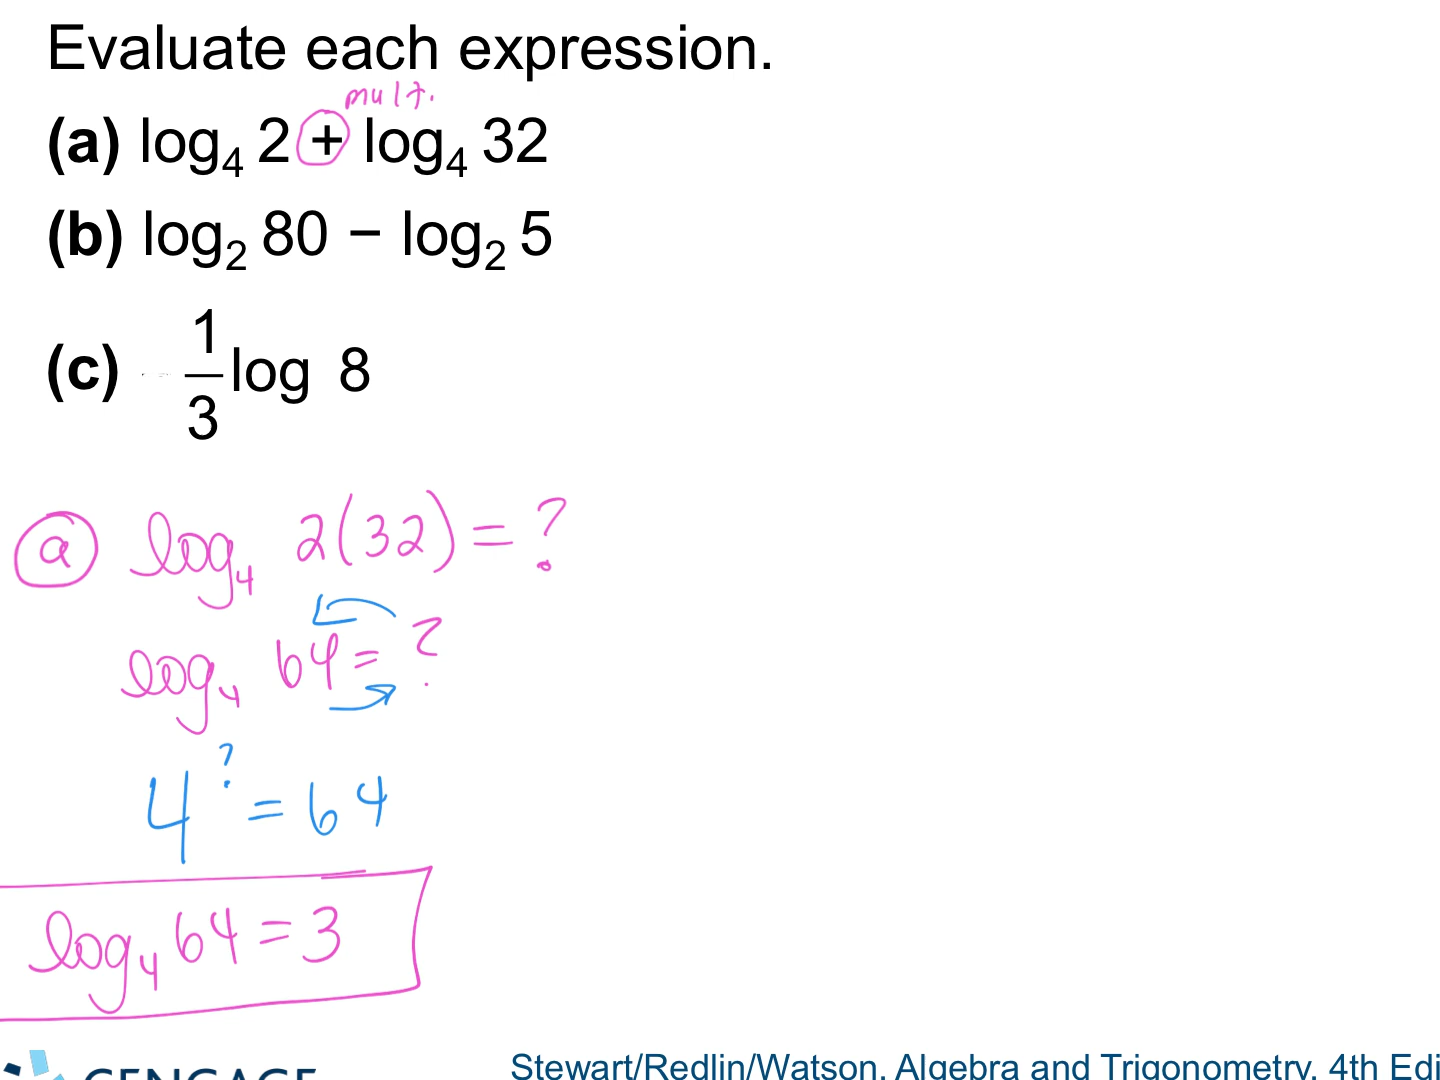 Evaluate each expression.
mult.
(a) log₄ 2 + log₄ 32
(b) log₂ 80 − log₂ 5
(c) 1/3 log 8
(a) log₄ 2(32) = ?
log₄ 64 = ?
4^? = 64
log₄ 64 = 3
CENGAGE
Stewart/Redlin/Watson, Algebra and Trigonometry, 4th Edi